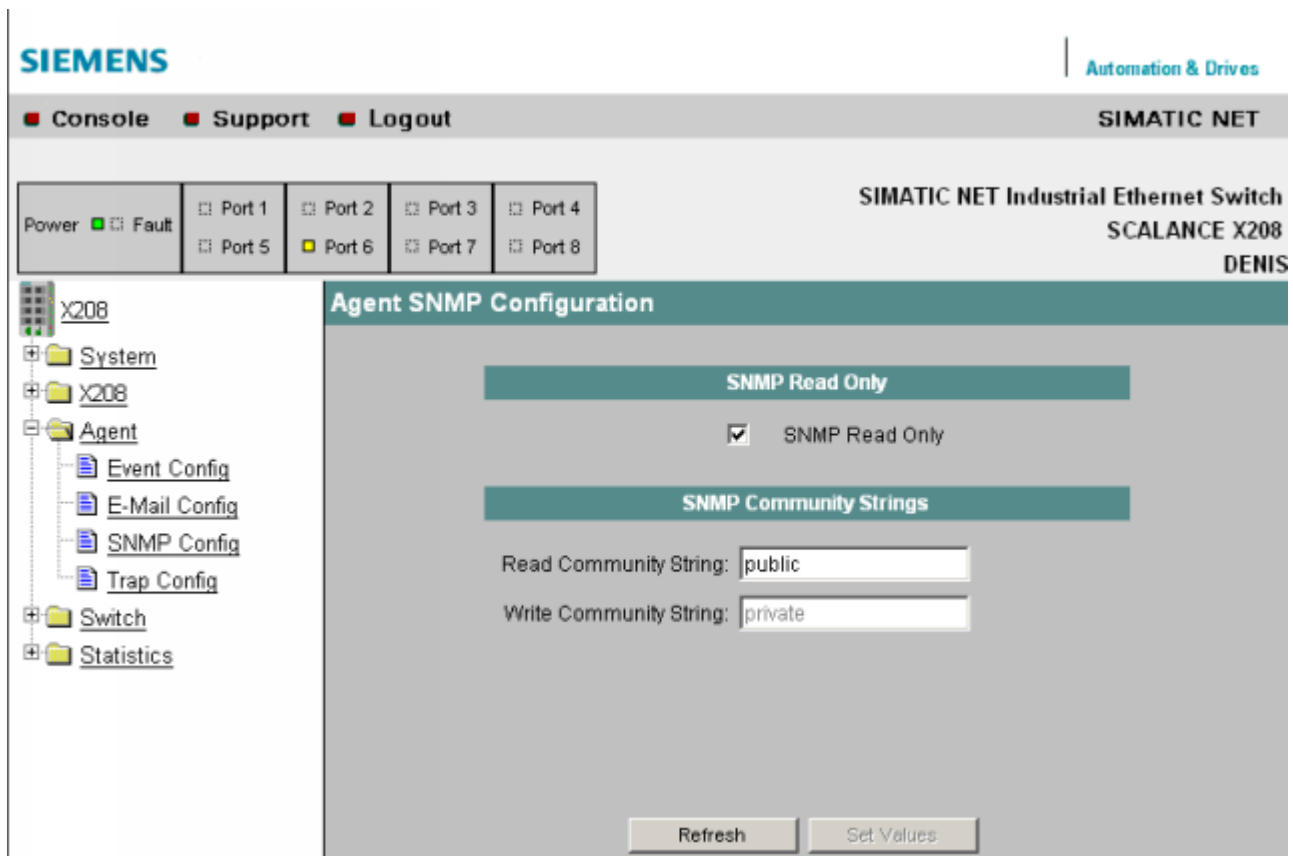 SIEMENS
Automation & Drives
Console Support Logout SIMATIC NET
Power Fault Port 1 Port 2 Port 3 Port 4
Port 5 Port 6 Port 7 Port 8
SIMATIC NET Industrial Ethernet Switch
SCALANCE X208
DENIS
X208
System
X208
Agent
Event Config
E-Mail Config
SNMP Config
Trap Config
Switch
Statistics
Agent SNMP Configuration
SNMP Read Only
SNMP Read Only
SNMP Community Strings
Read Community String: public
Write Community String: private
Refresh Set Values